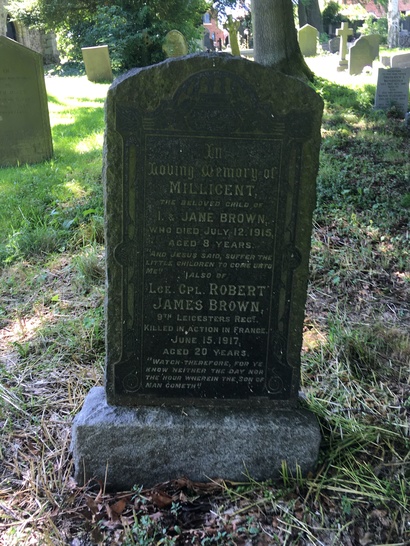 In
Loving Memory of
MILLICENT,
THE BELOVED CHILD OF
I. & JANE BROWN,
WHO DIED JULY 12, 1915,
AGED 8 YEARS.
"AND JESUS SAID, SUFFER THE
LITTLE CHILDREN TO COME UNTO
ME"
ALSO OF
LCE. CPL. ROBERT
JAMES BROWN,
9TH LEICESTERS REGT.
KILLED IN ACTION IN FRANCE,
JUNE 15, 1917,
AGED 20 YEARS.
"WATCH THEREFORE, FOR YE
KNOW NEITHER THE DAY NOR
THE HOUR WHEREIN THE SON OF
MAN COMETH"